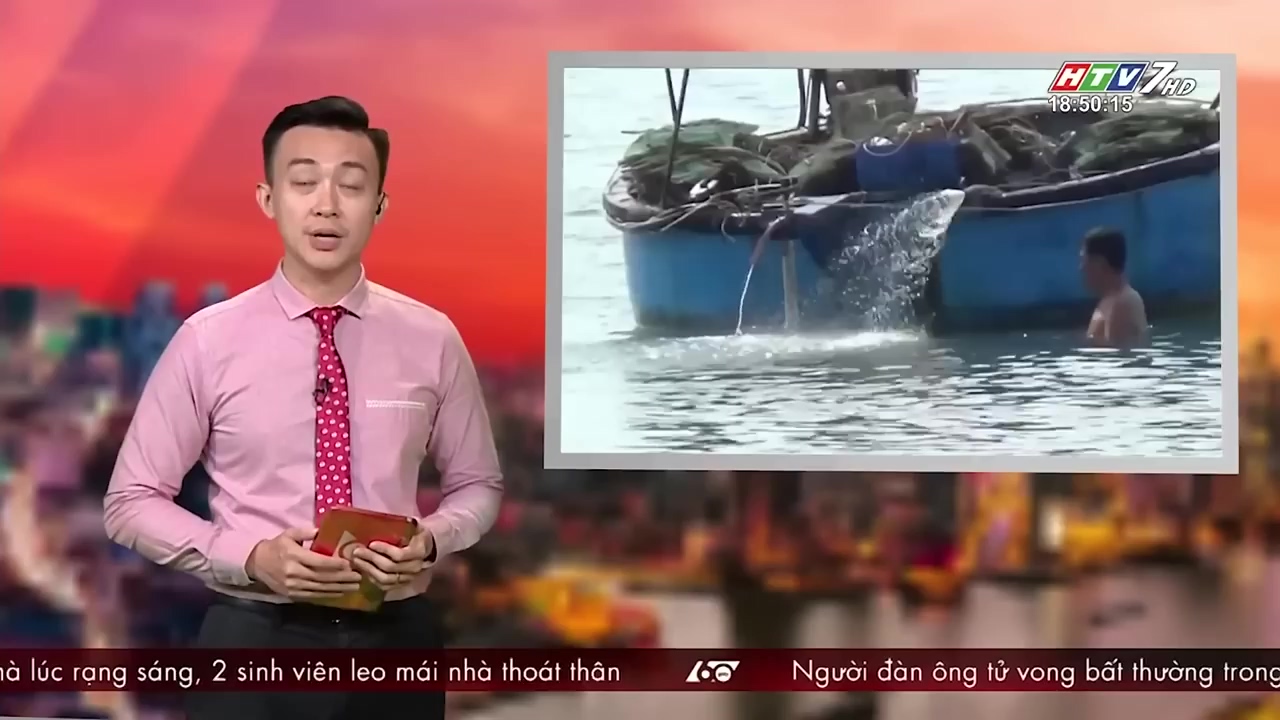 HTV7 HD
18:50:15
lúc rạng sáng, 2 sinh viên leo mái nhà thoát thân
60
Người đàn ông tử vong bất thường trong